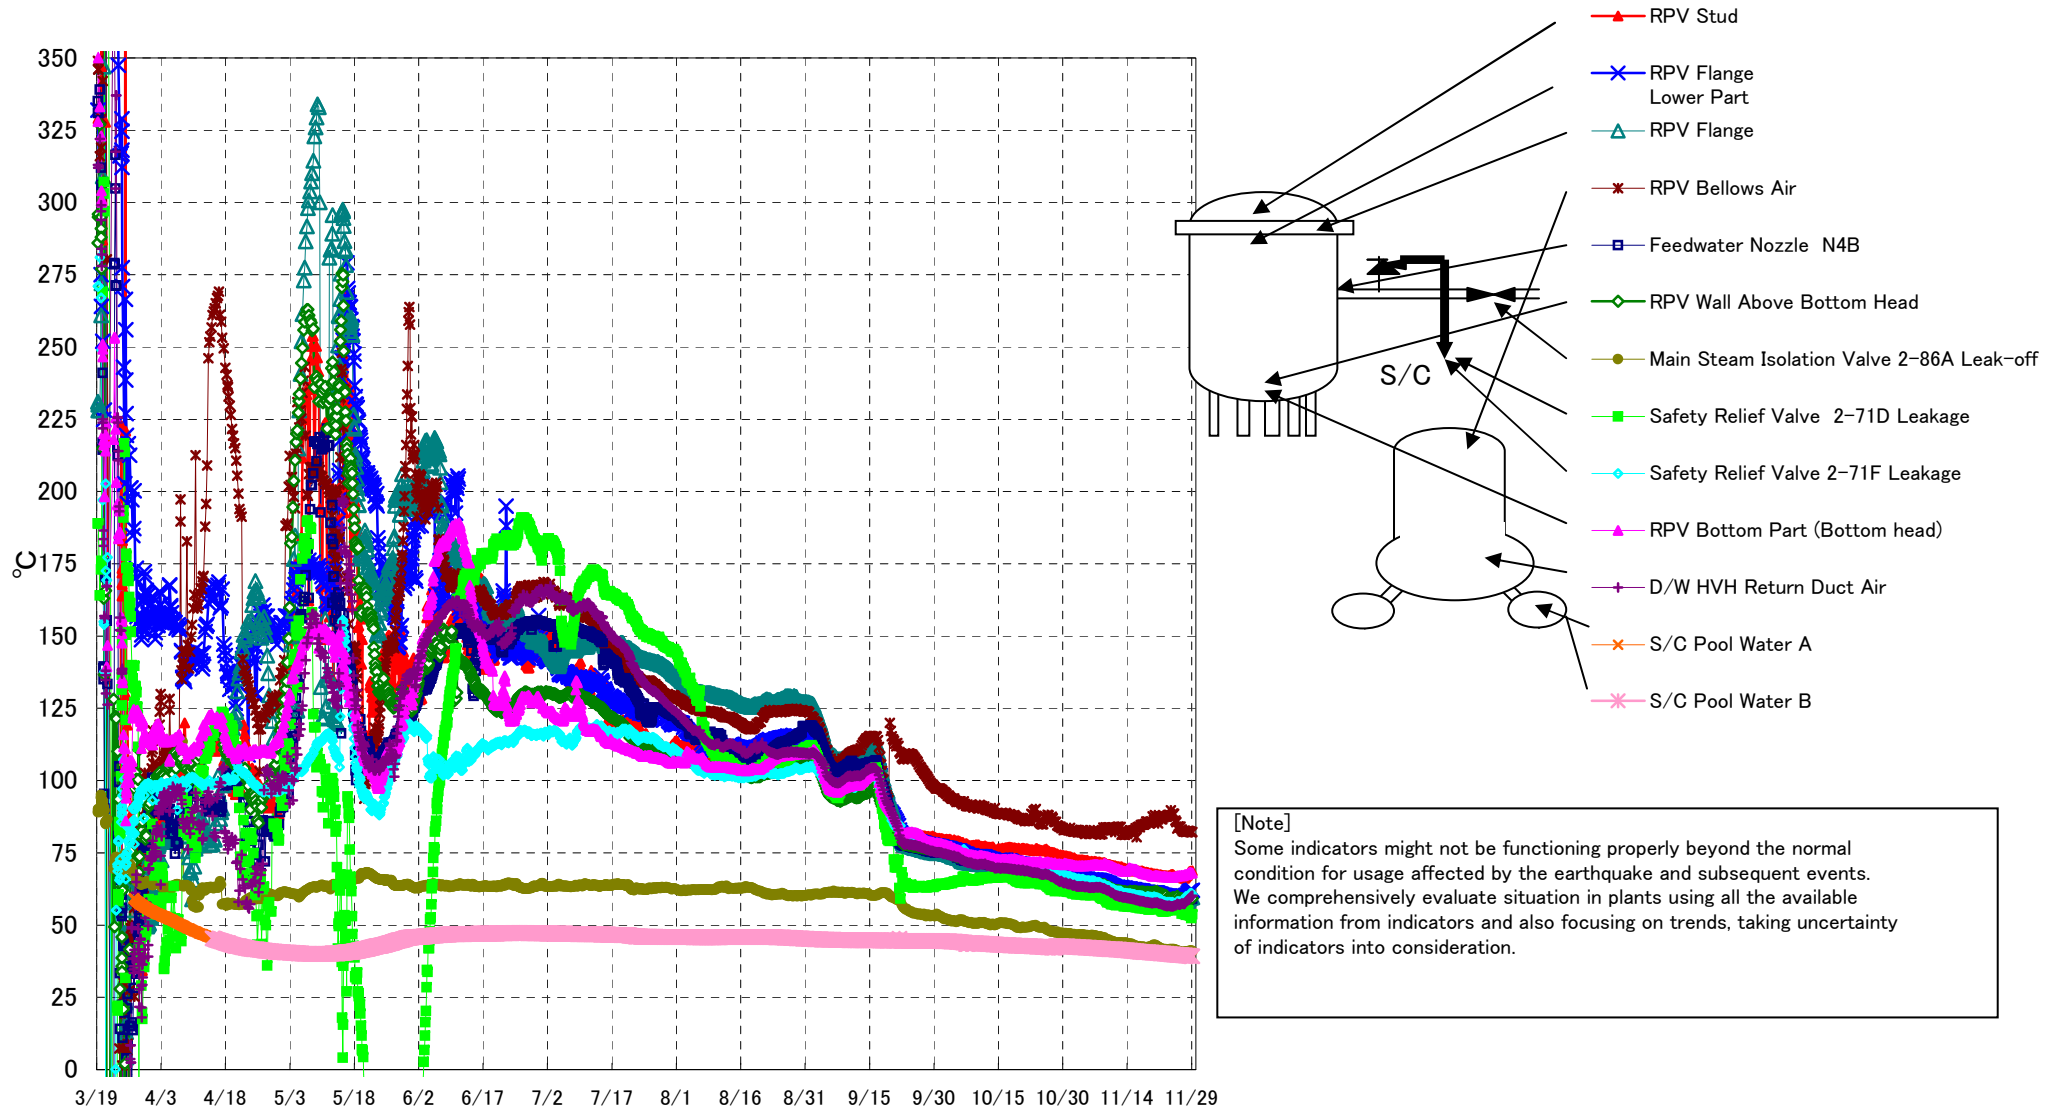 RPV Stud
RPV Flange
Lower Part
RPV Flange
RPV Bellows Air
Feedwater Nozzle N4B
RPV Wall Above Bottom Head
Main Steam Isolation Valve 2-86A Leak-off
Safety Relief Valve 2-71D Leakage
Safety Relief Valve 2-71F Leakage
RPV Bottom Part (Bottom head)
D/W HVH Return Duct Air
S/C Pool Water A
S/C Pool Water B
S/C
350
325
300
275
250
225
200
175
150
125
100
75
50
25
0
℃
3/19 4/3 4/18 5/3 5/18 6/2 6/17 7/2 7/17 8/1 8/16 8/31 9/15 9/30 10/15 10/30 11/14 11/29
[Note]
Some indicators might not be functioning properly beyond the normal
condition for usage affected by the earthquake and subsequent events.
We comprehensively evaluate situation in plants using all the available
information from indicators and also focusing on trends, taking uncertainty
of indicators into consideration.